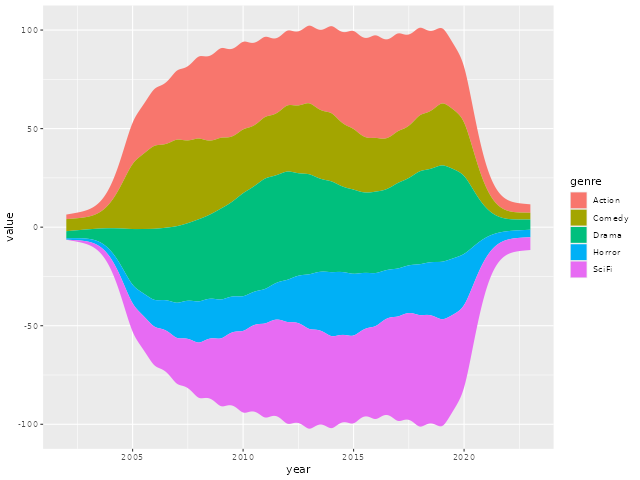 100
50
0
-50
-100
value
2005 2010 2015 2020
year
genre
Action
Comedy
Drama
Horror
SciFi